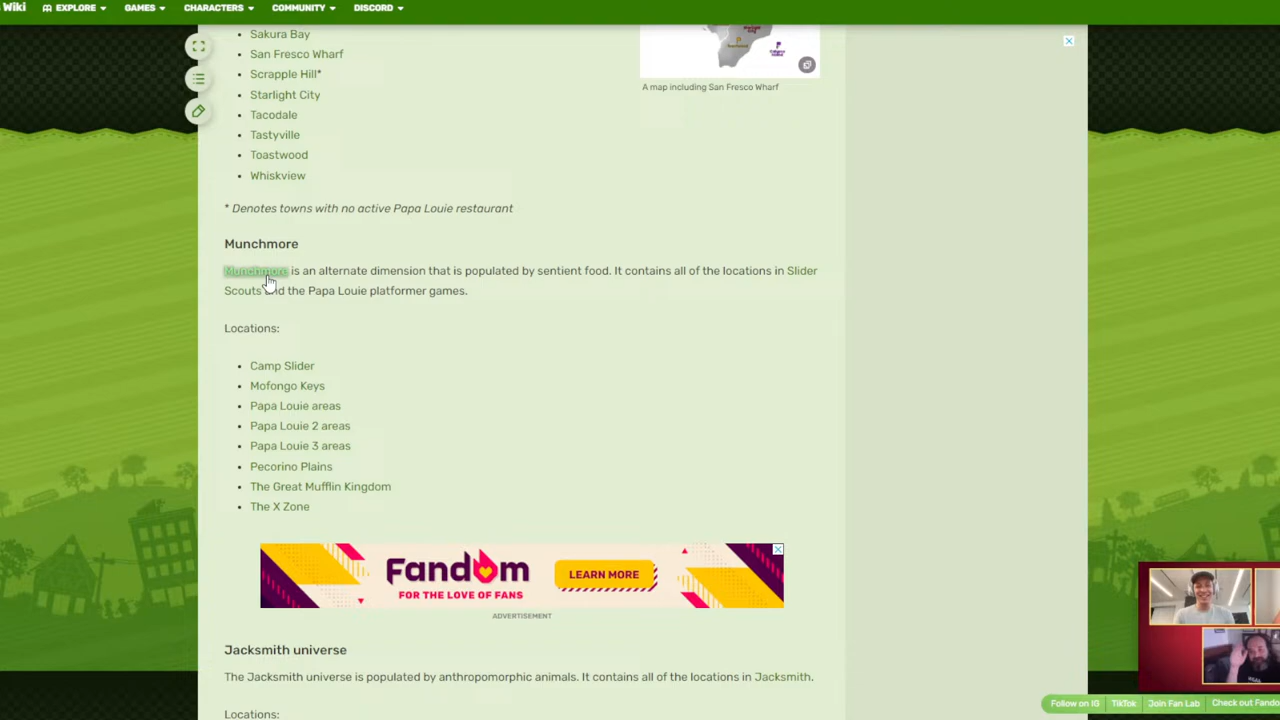 s Wiki EXPLORE GAMES CHARACTERS COMMUNITY DISCORD
Sakura Bay
San Fresco Wharf
Scrapple Hill*
Starlight City
Tacodale
Tastyville
Toastwood
Whiskview
A map including San Fresco Wharf
* Denotes towns with no active Papa Louie restaurant
Munchmore
Munchmore is an alternate dimension that is populated by sentient food. It contains all of the locations in Slider
Scouts and the Papa Louie platformer games.
Locations:
Camp Slider
Mofongo Keys
Papa Louie areas
Papa Louie 2 areas
Papa Louie 3 areas
Pecorino Plains
The Great Mufflin Kingdom
The X Zone
Fandom
FOR THE LOVE OF FANS
LEARN MORE
ADVERTISEMENT
Jacksmith universe
The Jacksmith universe is populated by anthropomorphic animals. It contains all of the locations in Jacksmith.
Locations:
Follow on IG TikTok Join Fan Lab Check out Fando